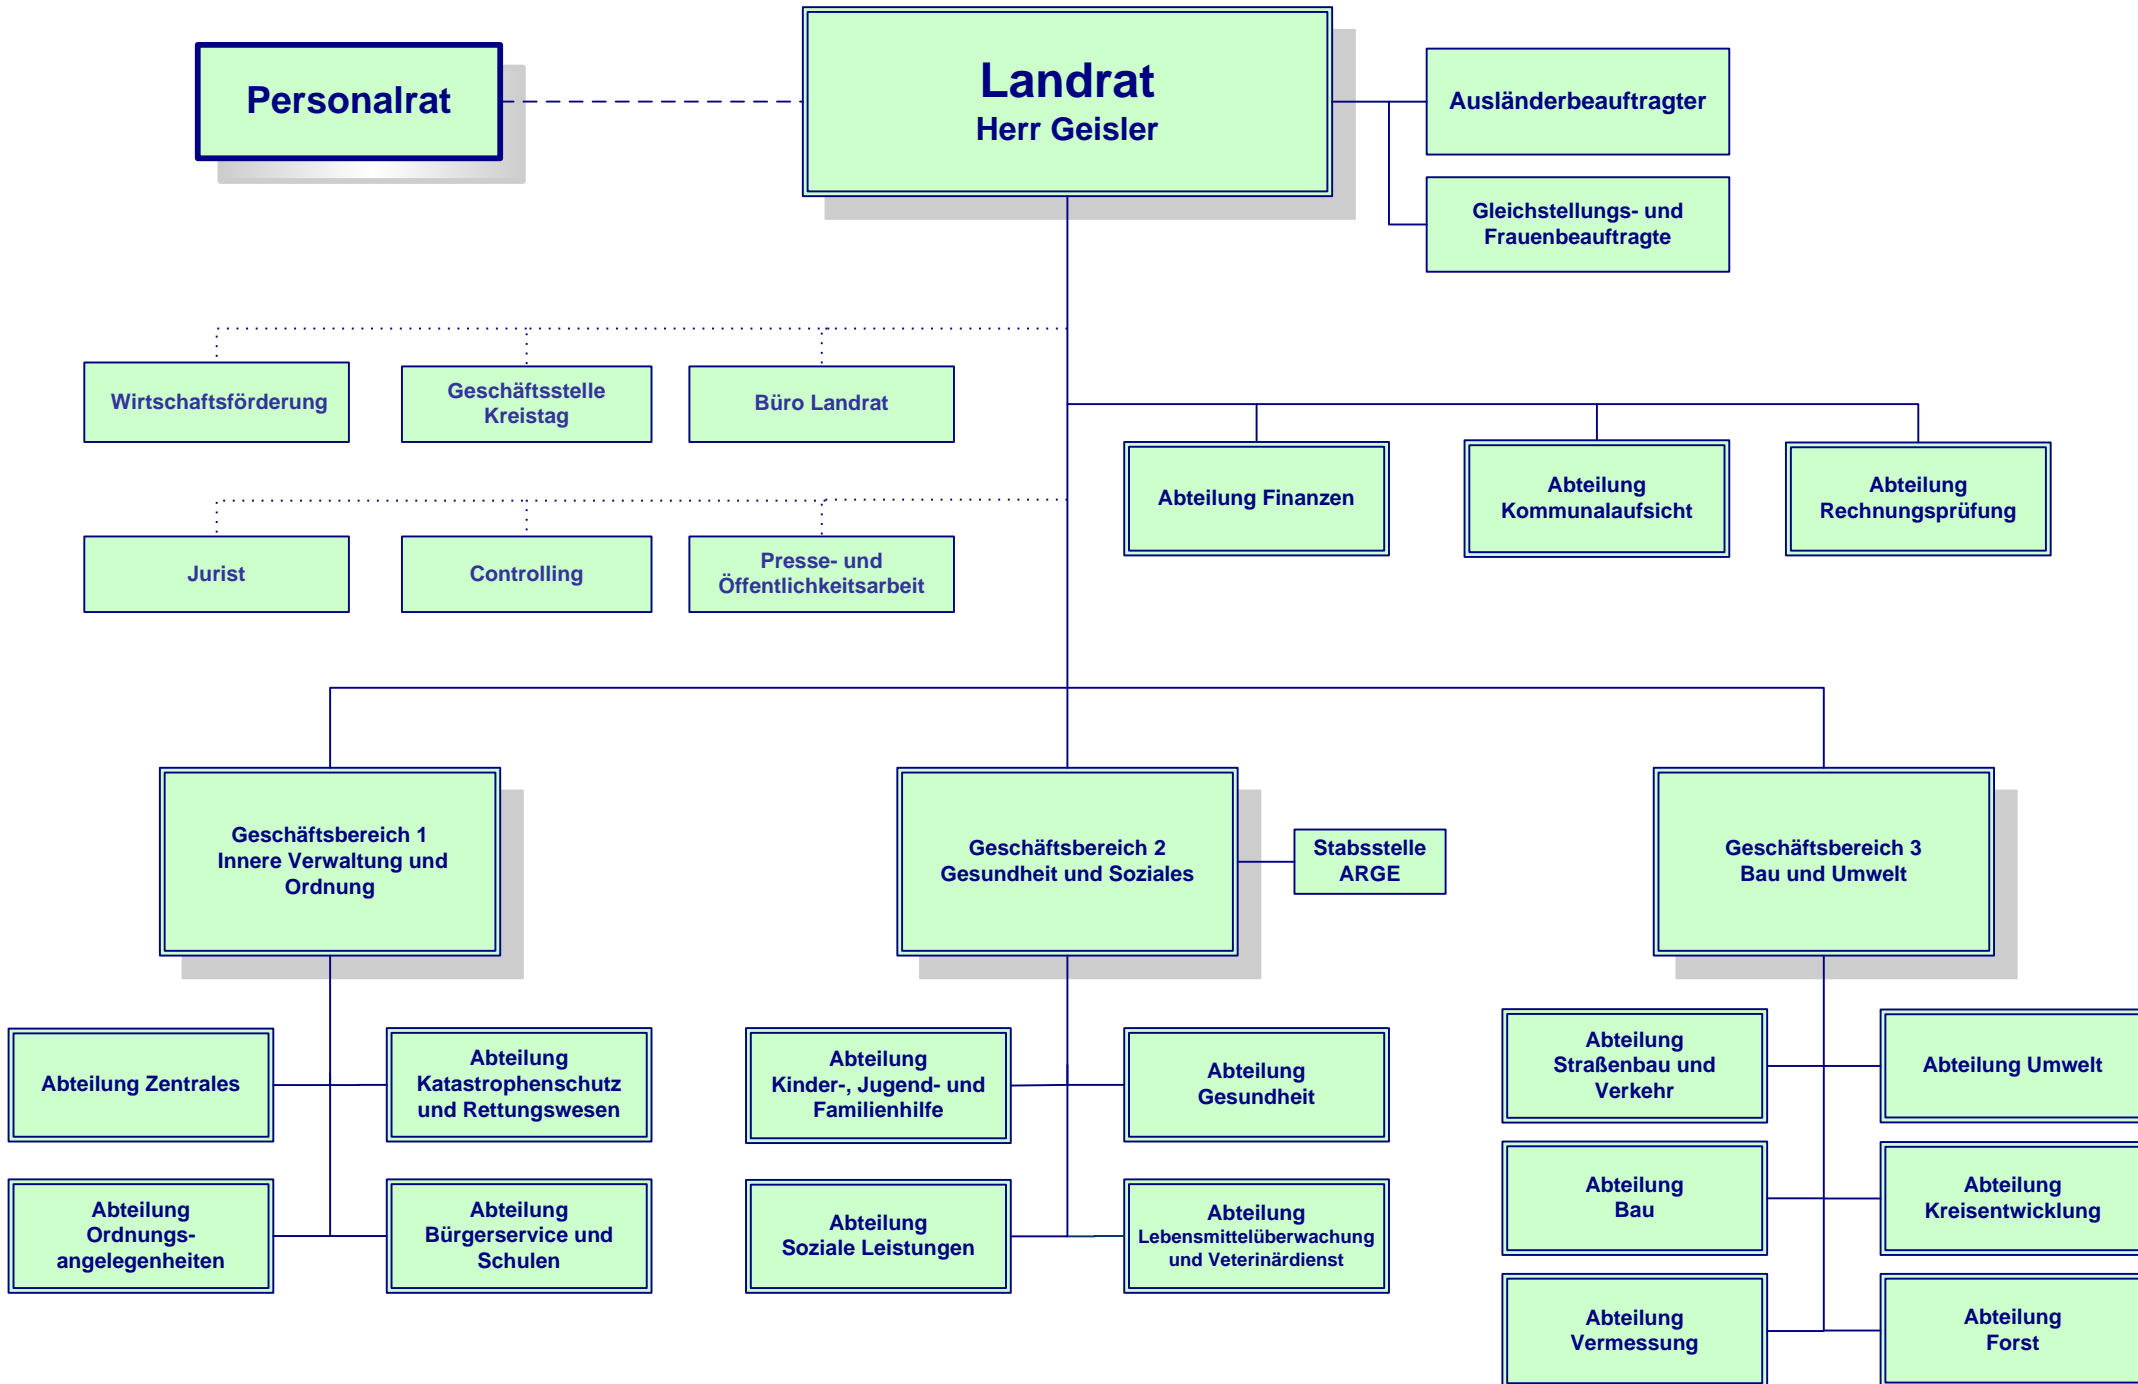 Personalrat
Landrat
Herr Geisler
Ausländerbeauftragter
Gleichstellungs- und
Frauenbeauftragte
Wirtschaftsförderung
Geschäftsstelle
Kreistag
Büro Landrat
Abteilung Finanzen
Abteilung
Kommunalaufsicht
Abteilung
Rechnungsprüfung
Jurist
Controlling
Presse- und
Öffentlichkeitsarbeit
Geschäftsbereich 1
Innere Verwaltung und
Ordnung
Geschäftsbereich 2
Gesundheit und Soziales
Stabsstelle
ARGE
Geschäftsbereich 3
Bau und Umwelt
Abteilung Zentrales
Abteilung
Katastrophenschutz
und Rettungswesen
Abteilung
Kinder-, Jugend- und
Familienhilfe
Abteilung
Gesundheit
Abteilung
Straßenbau und
Verkehr
Abteilung Umwelt
Abteilung
Ordnungs-
angelegenheiten
Abteilung
Bürgerservice und
Schulen
Abteilung
Soziale Leistungen
Abteilung
Lebensmittelüberwachung
und Veterinärdienst
Abteilung
Bau
Abteilung
Kreisentwicklung
Abteilung
Vermessung
Abteilung
Forst